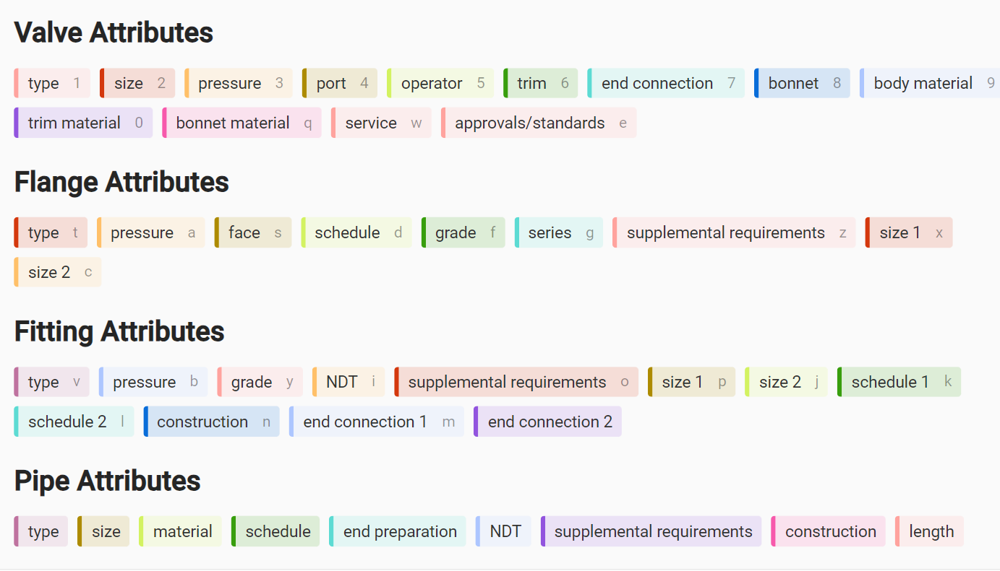 Valve Attributes
type 1 size 2 pressure 3 port 4 operator 5 trim 6 end connection 7 bonnet 8 body material 9
trim material 0 bonnet material q service w approvals/standards e
Flange Attributes
type t pressure a face s schedule d grade f series g supplemental requirements z size 1 x
size 2 c
Fitting Attributes
type v pressure b grade y NDT i supplemental requirements o size 1 p size 2 j schedule 1 k
schedule 2 l construction n end connection 1 m end connection 2
Pipe Attributes
type size material schedule end preparation NDT supplemental requirements construction length